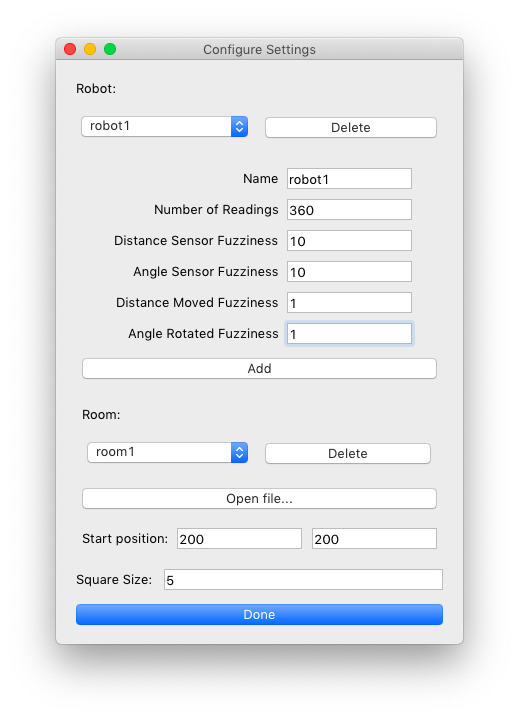 Configure Settings
Robot:
robot1 Delete
Name robot1
Number of Readings 360
Distance Sensor Fuzziness 10
Angle Sensor Fuzziness 10
Distance Moved Fuzziness 1
Angle Rotated Fuzziness 1
Add
Room:
room1 Delete
Open file...
Start position: 200 200
Square Size: 5
Done